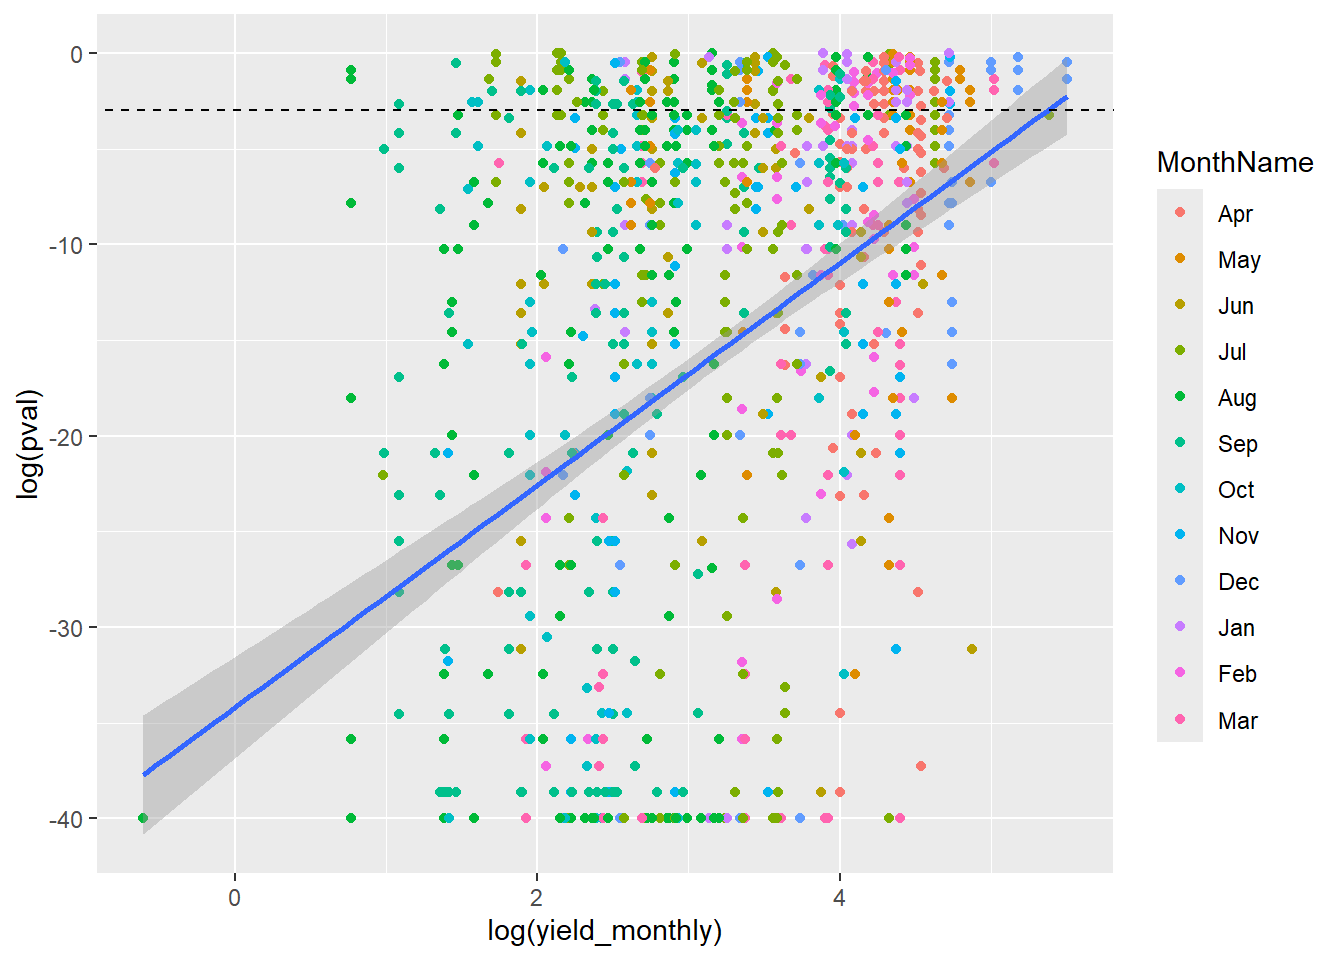 0
-10
-20
-30
-40
log(pval)
0
2
4
log(yield_monthly)
MonthName
Apr
May
Jun
Jul
Aug
Sep
Oct
Nov
Dec
Jan
Feb
Mar